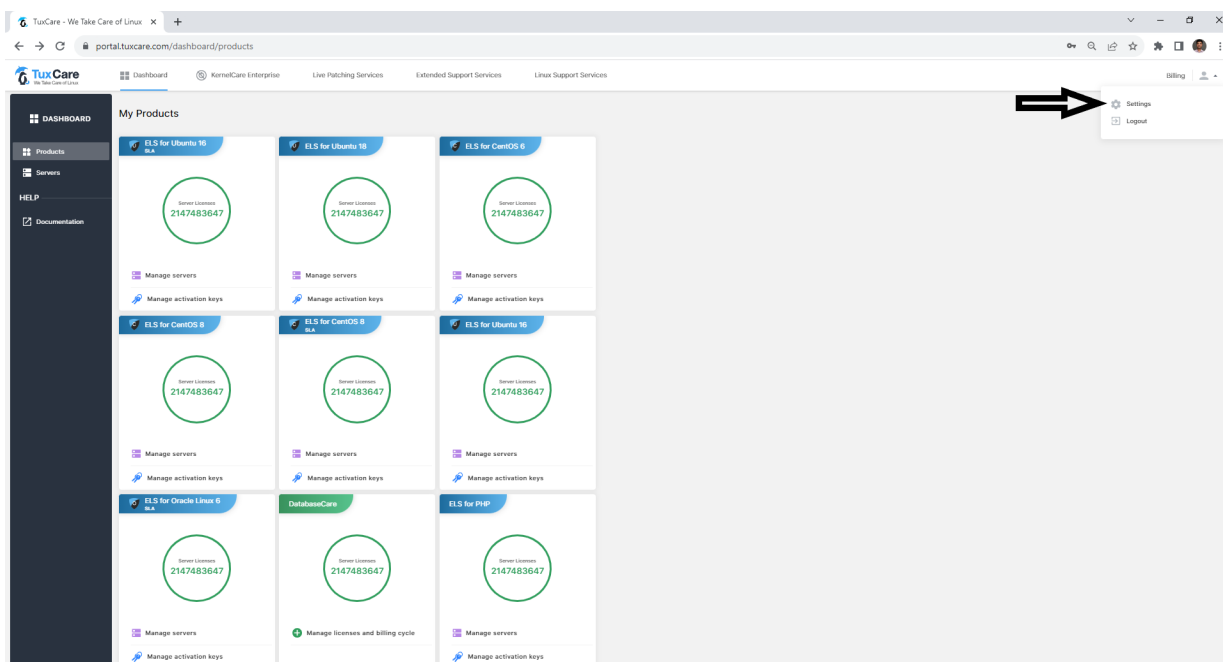 TuxCare - We Take Care of Linux
portal.tuxcare.com/dashboard/products
TuxCare
We Take Care of Linux
Dashboard
KernelCare Enterprise
Live Patching Services
Extended Support Services
Linux Support Services
Billing
Settings
Logout
DASHBOARD
Products
Servers
HELP
Documentation
My Products
ELS for Ubuntu 16
SLA
Server Licenses
2147483647
Manage servers
Manage activation keys
ELS for Ubuntu 18
Server Licenses
2147483647
Manage servers
Manage activation keys
ELS for CentOS 6
Server Licenses
2147483647
Manage servers
Manage activation keys
ELS for CentOS 8
Server Licenses
2147483647
Manage servers
Manage activation keys
ELS for CentOS 8
SLA
Server Licenses
2147483647
Manage servers
Manage activation keys
ELS for Ubuntu 16
Server Licenses
2147483647
Manage servers
Manage activation keys
ELS for Oracle Linux 6
SLA
Server Licenses
2147483647
Manage servers
Manage activation keys
DatabaseCare
Server Licenses
2147483647
Manage licenses and billing cycle
ELS for PHP
Server Licenses
2147483647
Manage servers
Manage activation keys